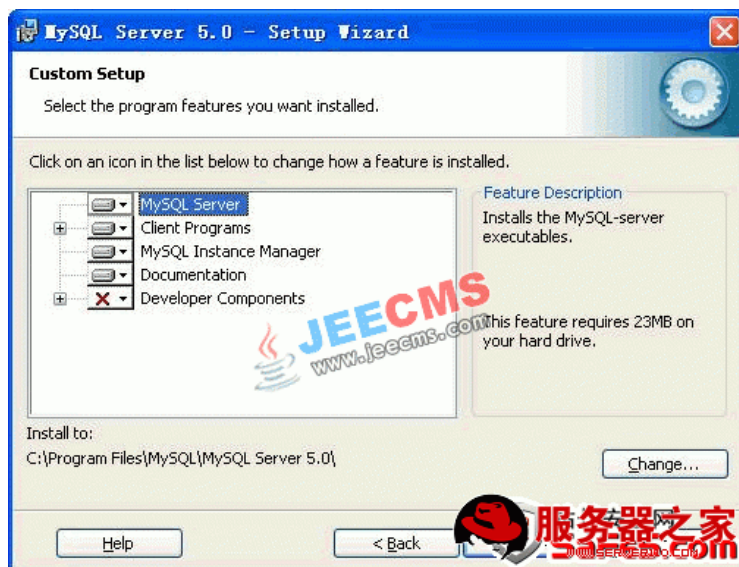 MySQL Server 5.0 - Setup Wizard
Custom Setup
Select the program features you want installed.
Click on an icon in the list below to change how a feature is installed.
MySQL Server
Client Programs
MySQL Instance Manager
Documentation
Developer Components
Feature Description
Installs the MySQL-server
executables.
This feature requires 23MB on
your hard drive.
JEECMS
www.jeecms.com
Install to:
C:\Program Files\MySQL\MySQL Server 5.0\
Change...
Help
< Back
服务器之家